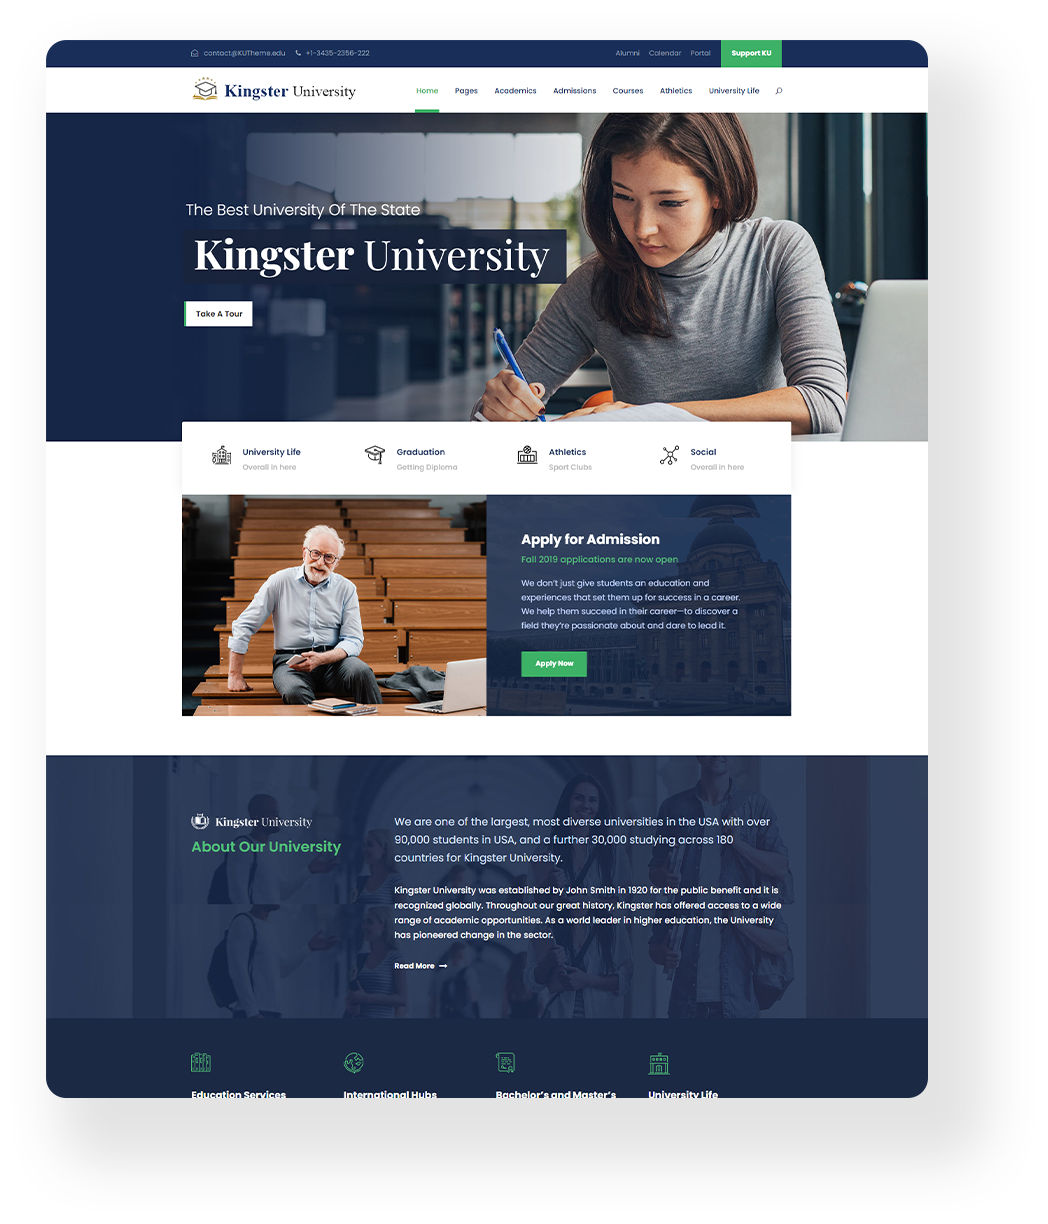 contact@KUTheme.edu +1-3435-2356-222 Alumni Calendar Portal Support KU
Kingster University Home Pages Academics Admissions Courses Athletics University Life
The Best University Of The State
Kingster University
Take A Tour
University Life Graduation Athletics Social
Overall in here Getting Diploma Sport Clubs Overall in here
Apply for Admission
Fall 2019 applications are now open
We don't just give students an education and
experiences that set them up for success in a career.
We help them succeed in their career—to discover a
field they're passionate about and dare to lead it.
Apply Now
Kingster University
About Our University
We are one of the largest, most diverse universities in the USA with over
90,000 students in USA, and a further 30,000 studying across 180
countries for Kingster University.
Kingster University was established by John Smith in 1920 for the public benefit and it is
recognized globally. Throughout our great history, Kingster has offered access to a wide
range of academic opportunities. As a world leader in higher education, the University
has pioneered change in the sector.
Read More
Education Services International Hubs Bachelor's and Master's University Life